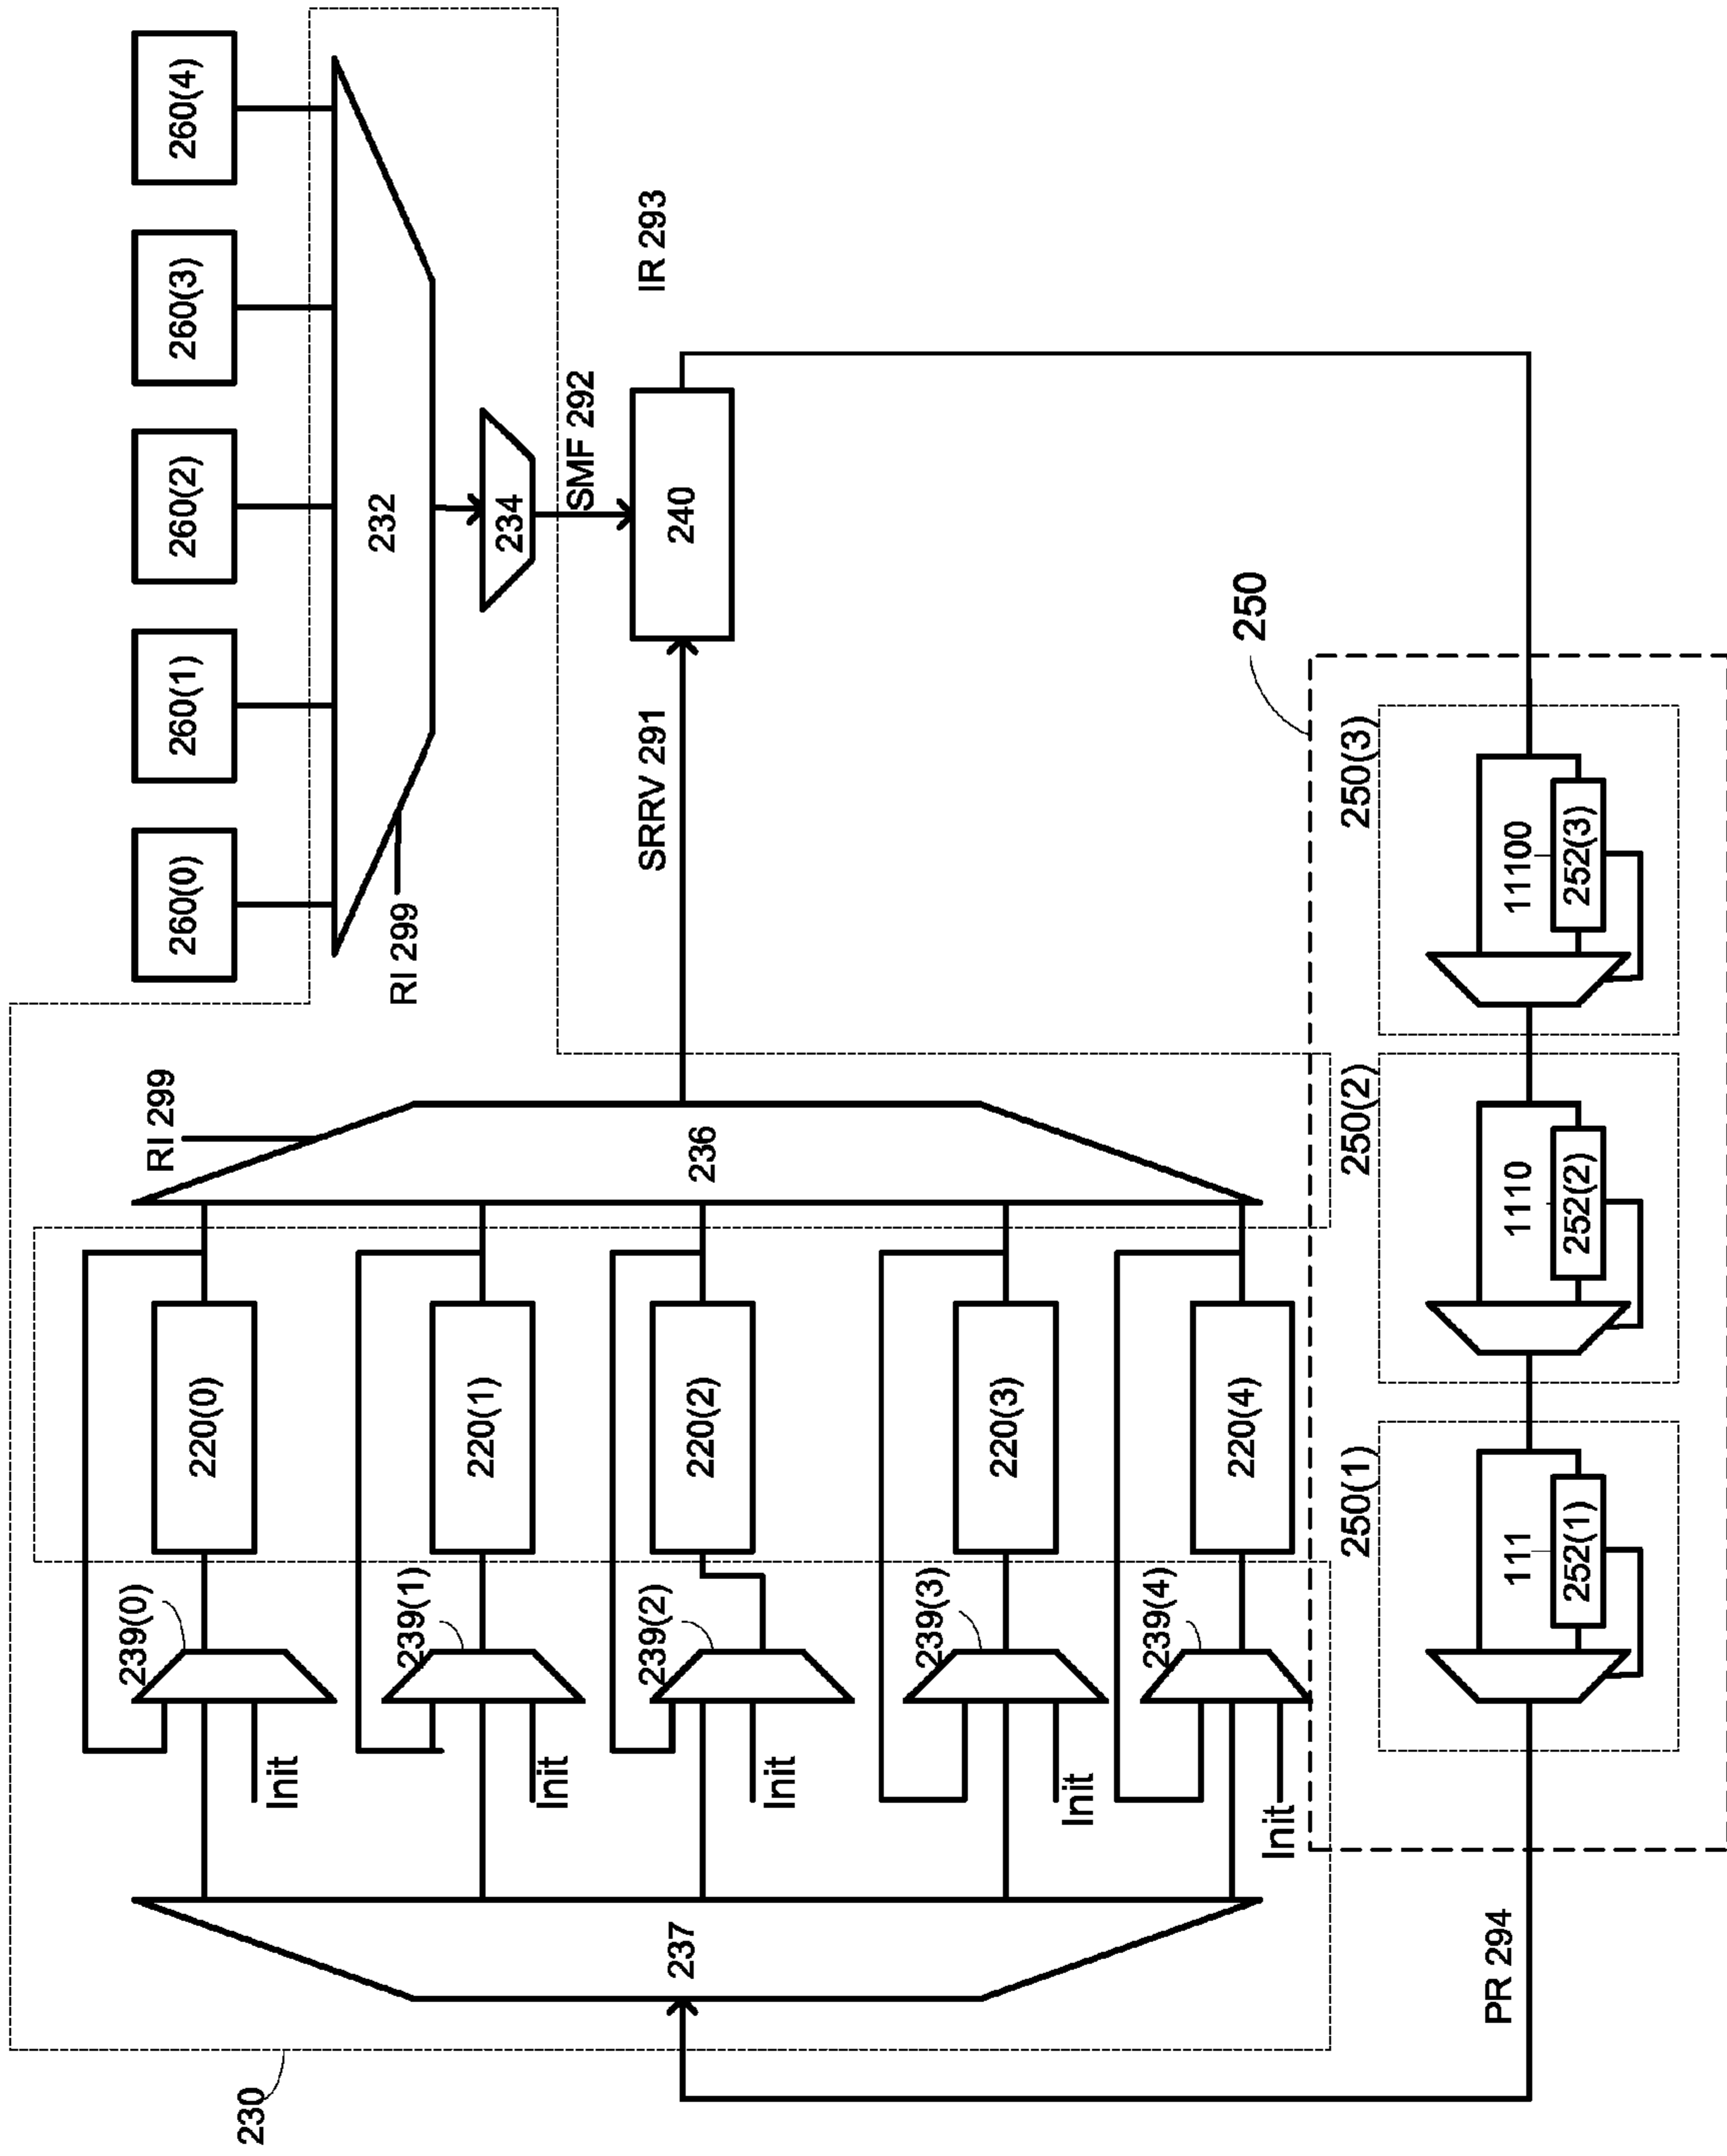 239(0)
RI 299
260(0)
260(1)
260(2)
260(3)
260(4)
220(0)
230
Init
232
RI 299
239(1)
220(1)
234
Init
SMF 292
239(2)
SRRV 291
IR 293
237
220(2)
236
240
Init
239(3)
220(3)
Init
239(4)
220(4)
250
Init
250(1)
250(2)
250(3)
PR 294
111
1110
11100
252(1)
252(2)
252(3)